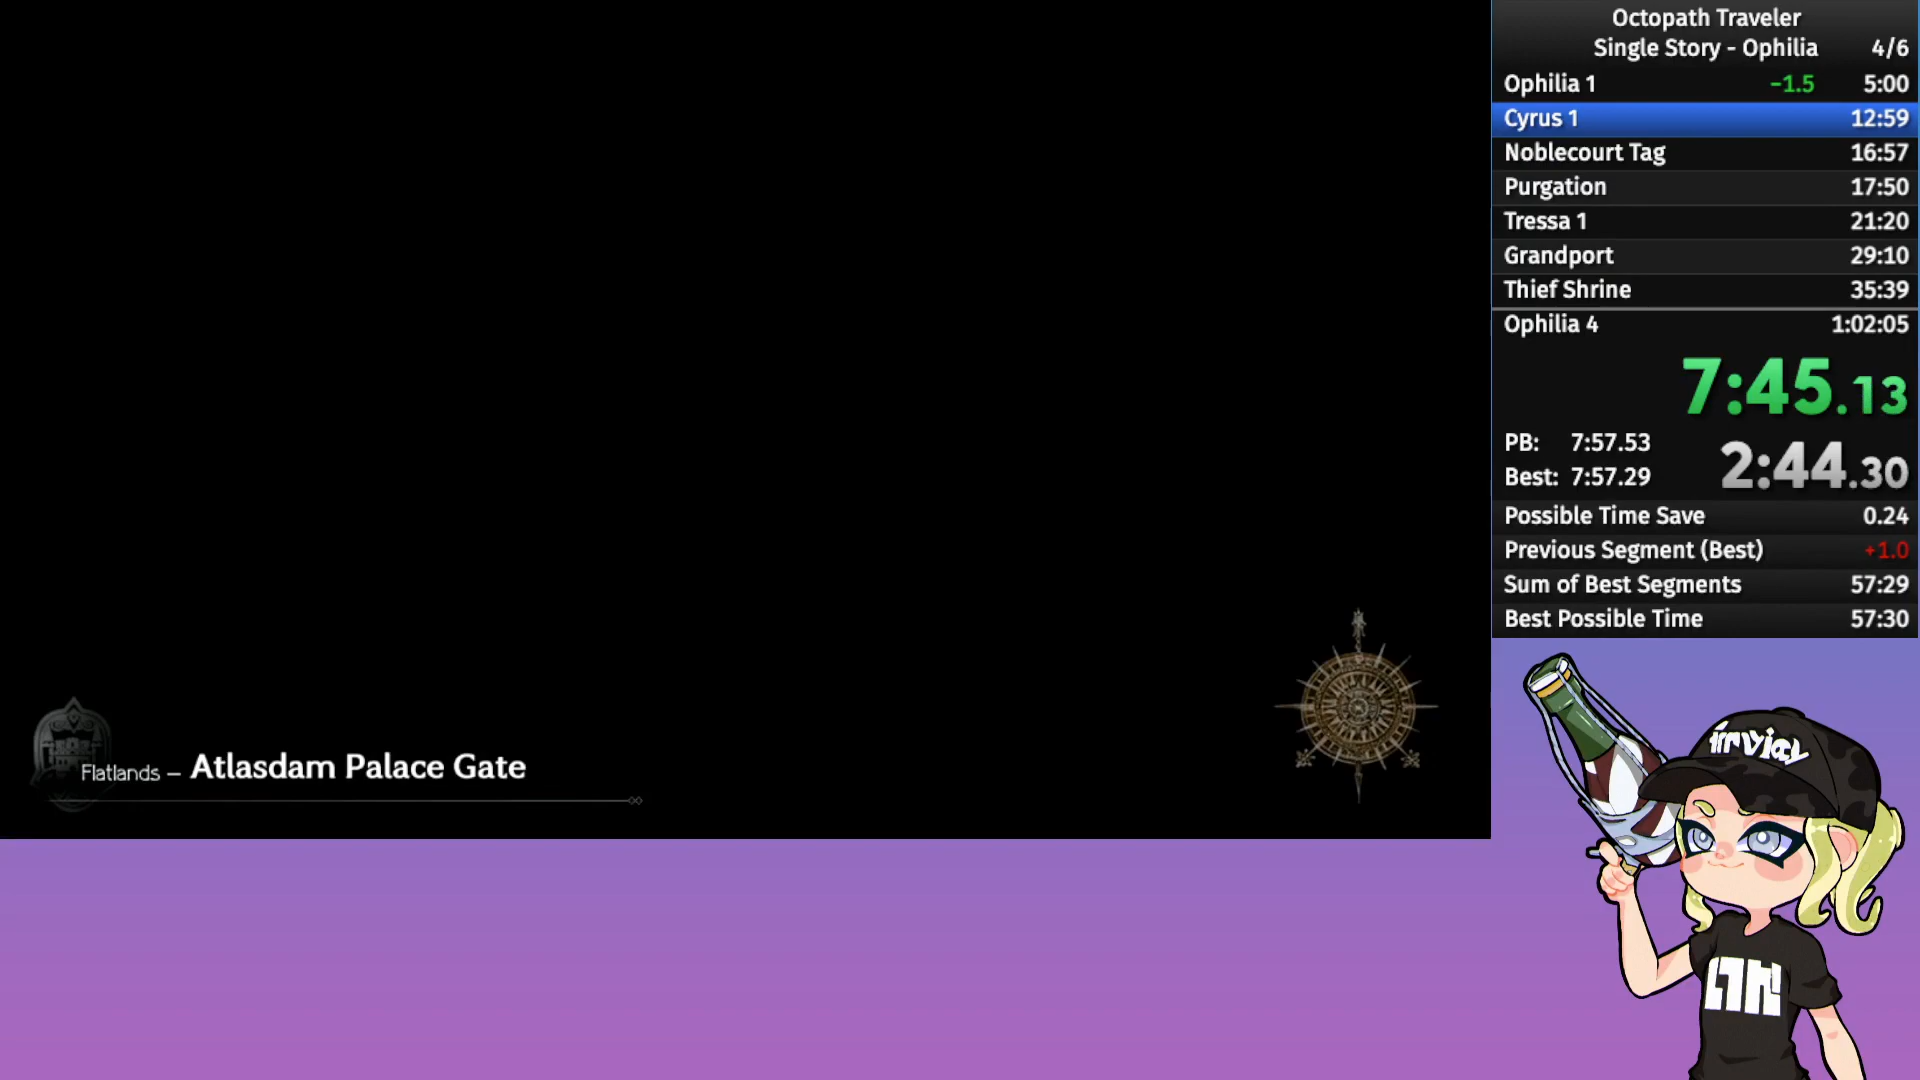 Octopath Traveler
Single Story - Ophilia 4/6
Ophilia 1 −1.5 5:00
Cyrus 1 12:59
Noblecourt Tag 16:57
Purgation 17:50
Tressa 1 21:20
Grandport 29:10
Thief Shrine 35:39
Ophilia 4 1:02:05
7:45.13
PB: 7:57.53
Best: 7:57.29
2:44.30
Possible Time Save 0.24
Previous Segment (Best) +1.0
Sum of Best Segments 57:29
Best Possible Time 57:30
Flatlands – Atlasdam Palace Gate